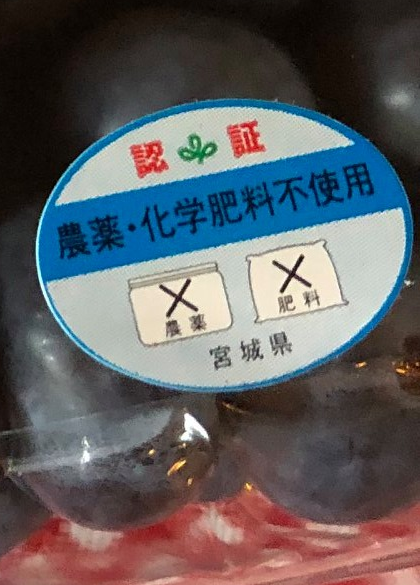 認証
農薬・化学肥料不使用
農薬 肥料
宮城県